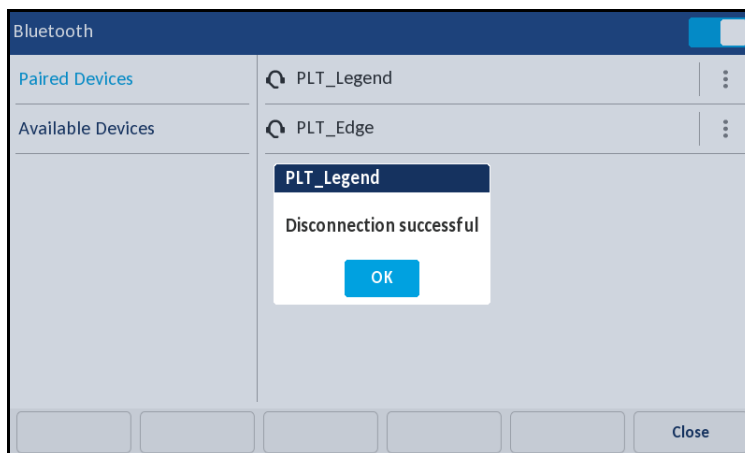 Bluetooth
Paired Devices
PLT_Legend
Available Devices
PLT_Edge
PLT_Legend
Disconnection successful
OK
Close